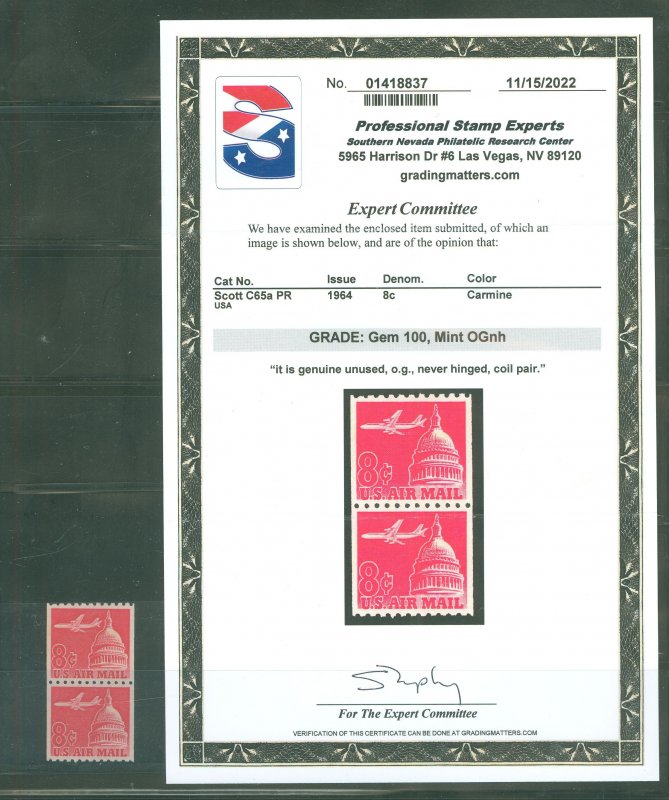 No. 01418837 11/15/2022
Professional Stamp Experts
Southern Nevada Philatelic Research Center
5965 Harrison Dr #6 Las Vegas, NV 89120
gradingmatters.com
Expert Committee
We have examined the enclosed item submitted, of which an
image is shown below, and are of the opinion that:
Cat No. Issue Denom. Color
Scott C65a PR 1964 8c Carmine
USA
GRADE: Gem 100, Mint OGnh
"it is genuine unused, o.g., never hinged, coil pair."
8¢
U.S. AIR MAIL
8¢
U.S. AIR MAIL
For The Expert Committee
VERIFICATION OF THIS CERTIFICATE CAN BE DONE AT GRADINGMATTERS.COM
8¢
U.S. AIR MAIL
8¢
U.S. AIR MAIL